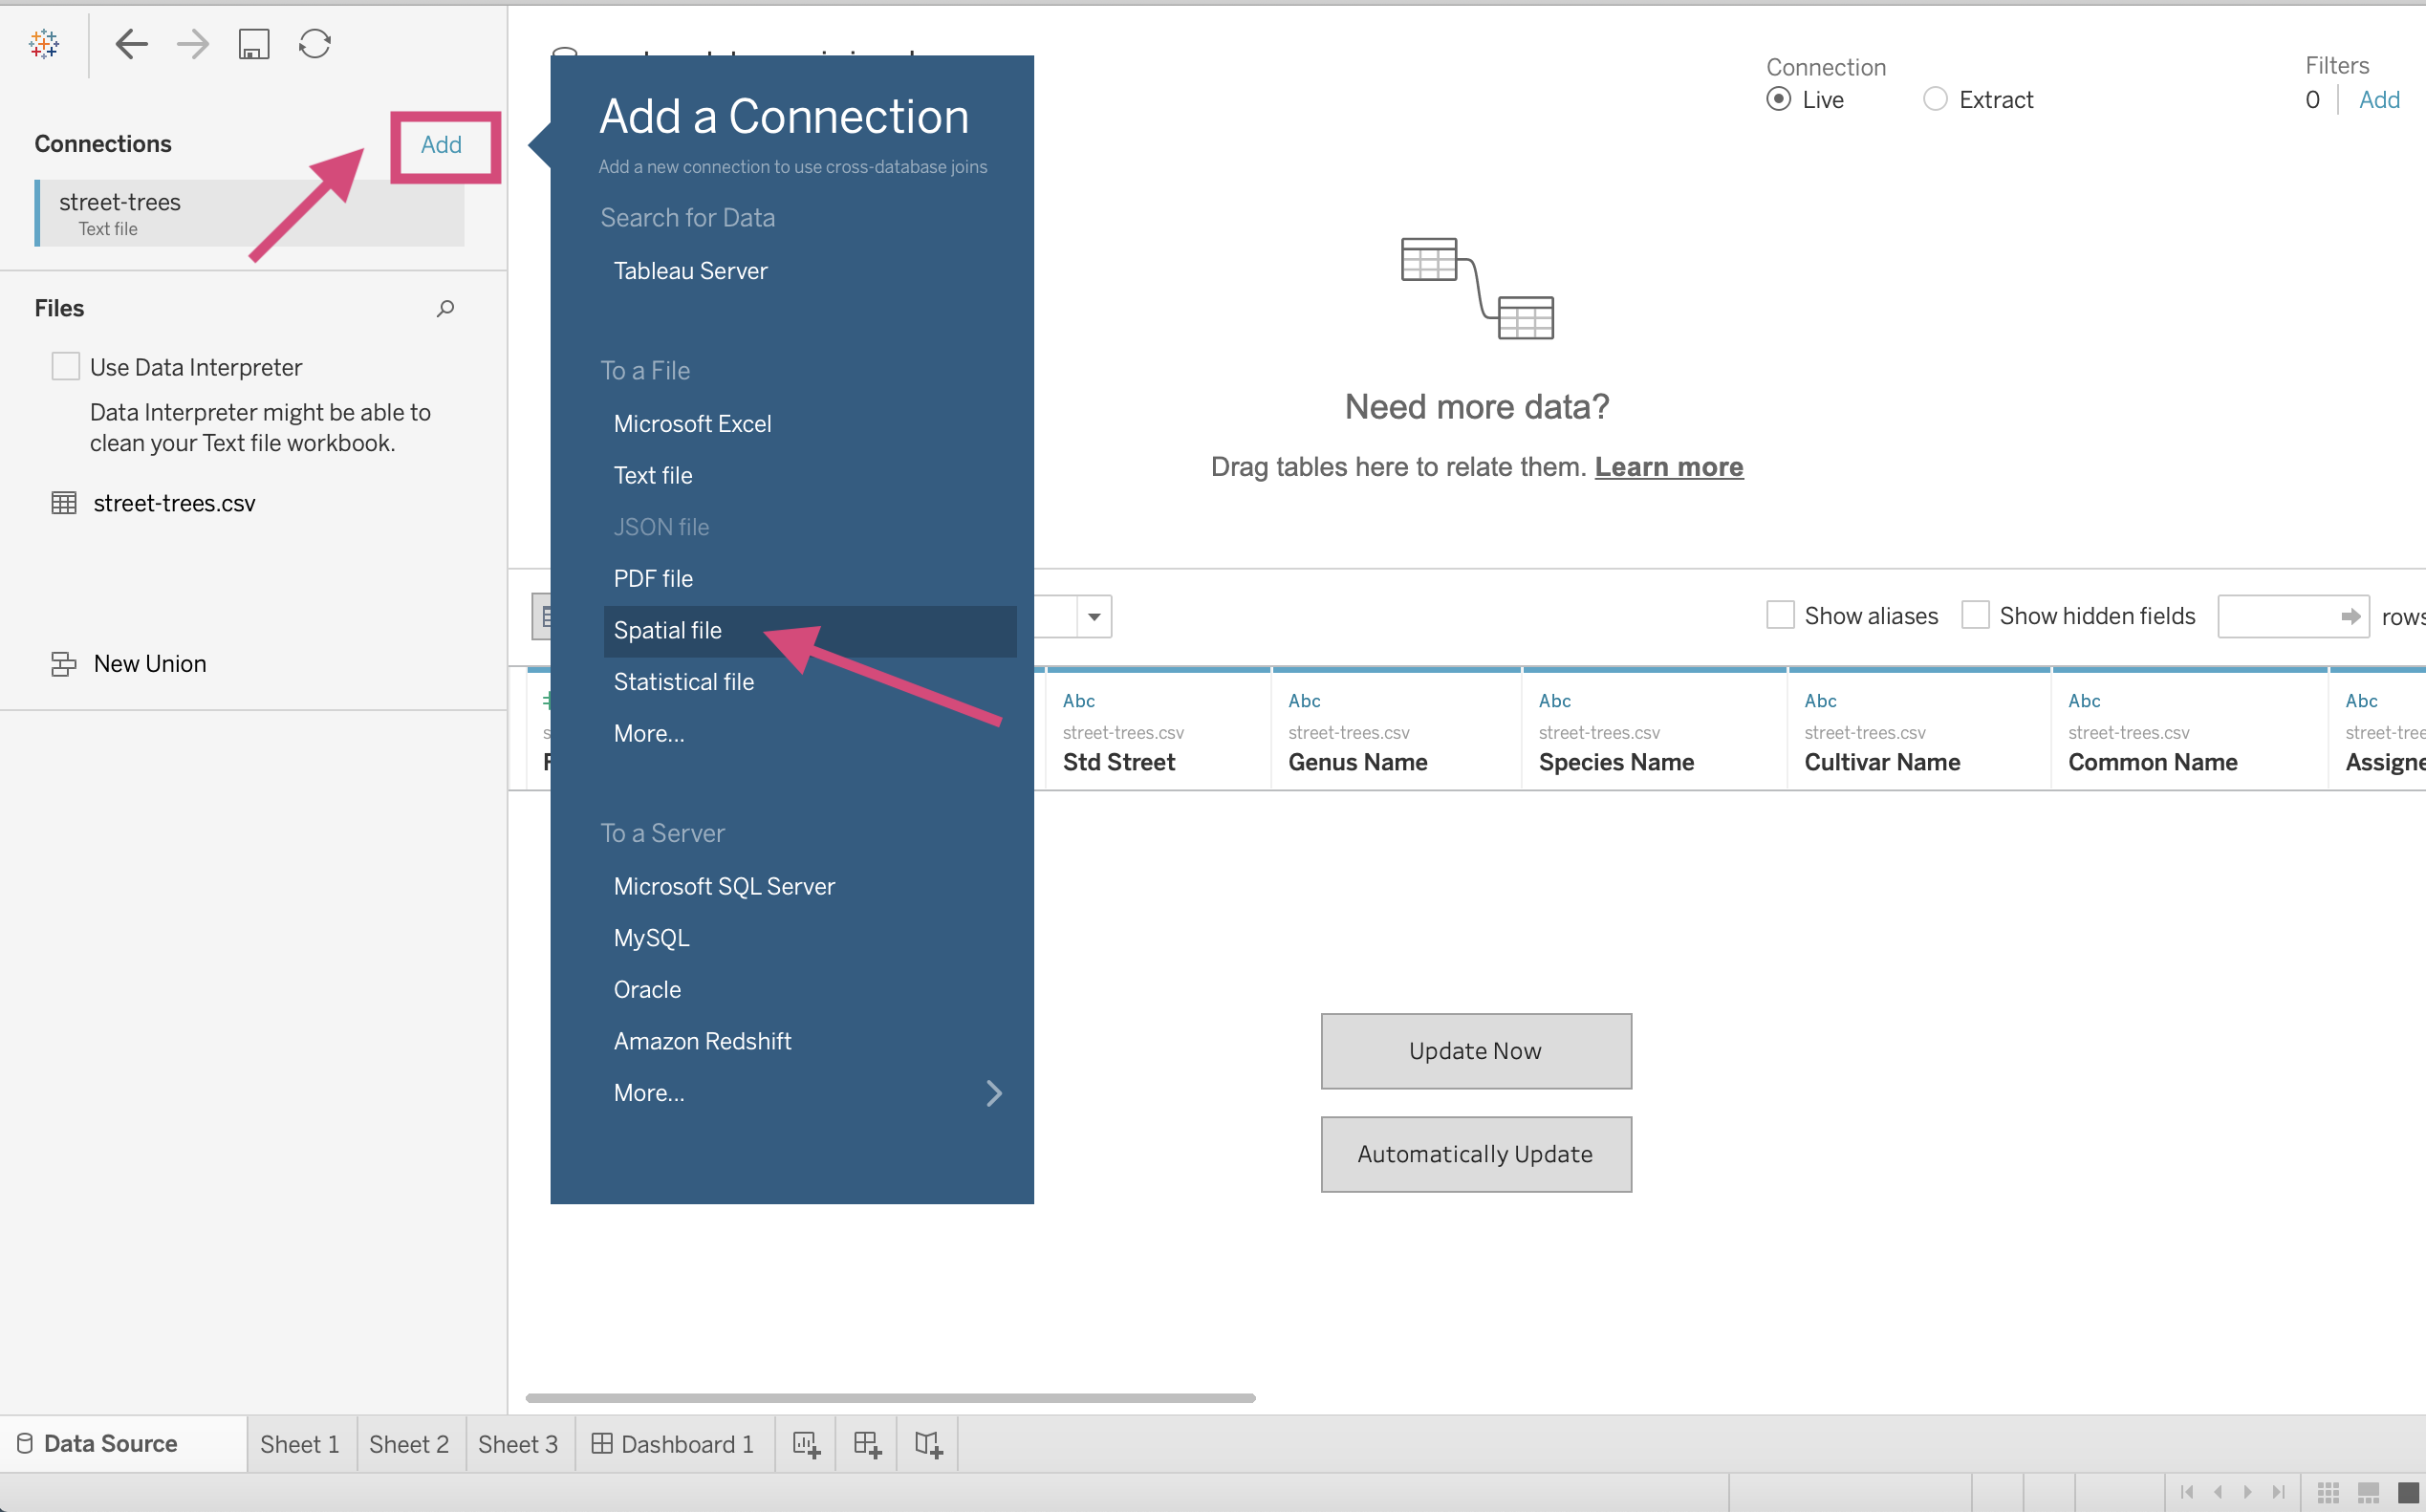 Connections
Add
street-trees
Text file
Files
Use Data Interpreter
Data Interpreter might be able to
clean your Text file workbook.
street-trees.csv
New Union
Add a Connection
Add a new connection to use cross-database joins
Search for Data
Tableau Server
To a File
Microsoft Excel
Text file
JSON file
PDF file
Spatial file
Statistical file
More...
To a Server
Microsoft SQL Server
MySQL
Oracle
Amazon Redshift
More...
Connection
Live
Extract
Filters
0
Add
Need more data?
Drag tables here to relate them. Learn more
Show aliases
Show hidden fields
Abc
street-trees.csv
Std Street
Abc
street-trees.csv
Genus Name
Abc
street-trees.csv
Species Name
Abc
street-trees.csv
Cultivar Name
Abc
street-trees.csv
Common Name
Abc
Update Now
Automatically Update
Data Source
Sheet 1
Sheet 2
Sheet 3
Dashboard 1